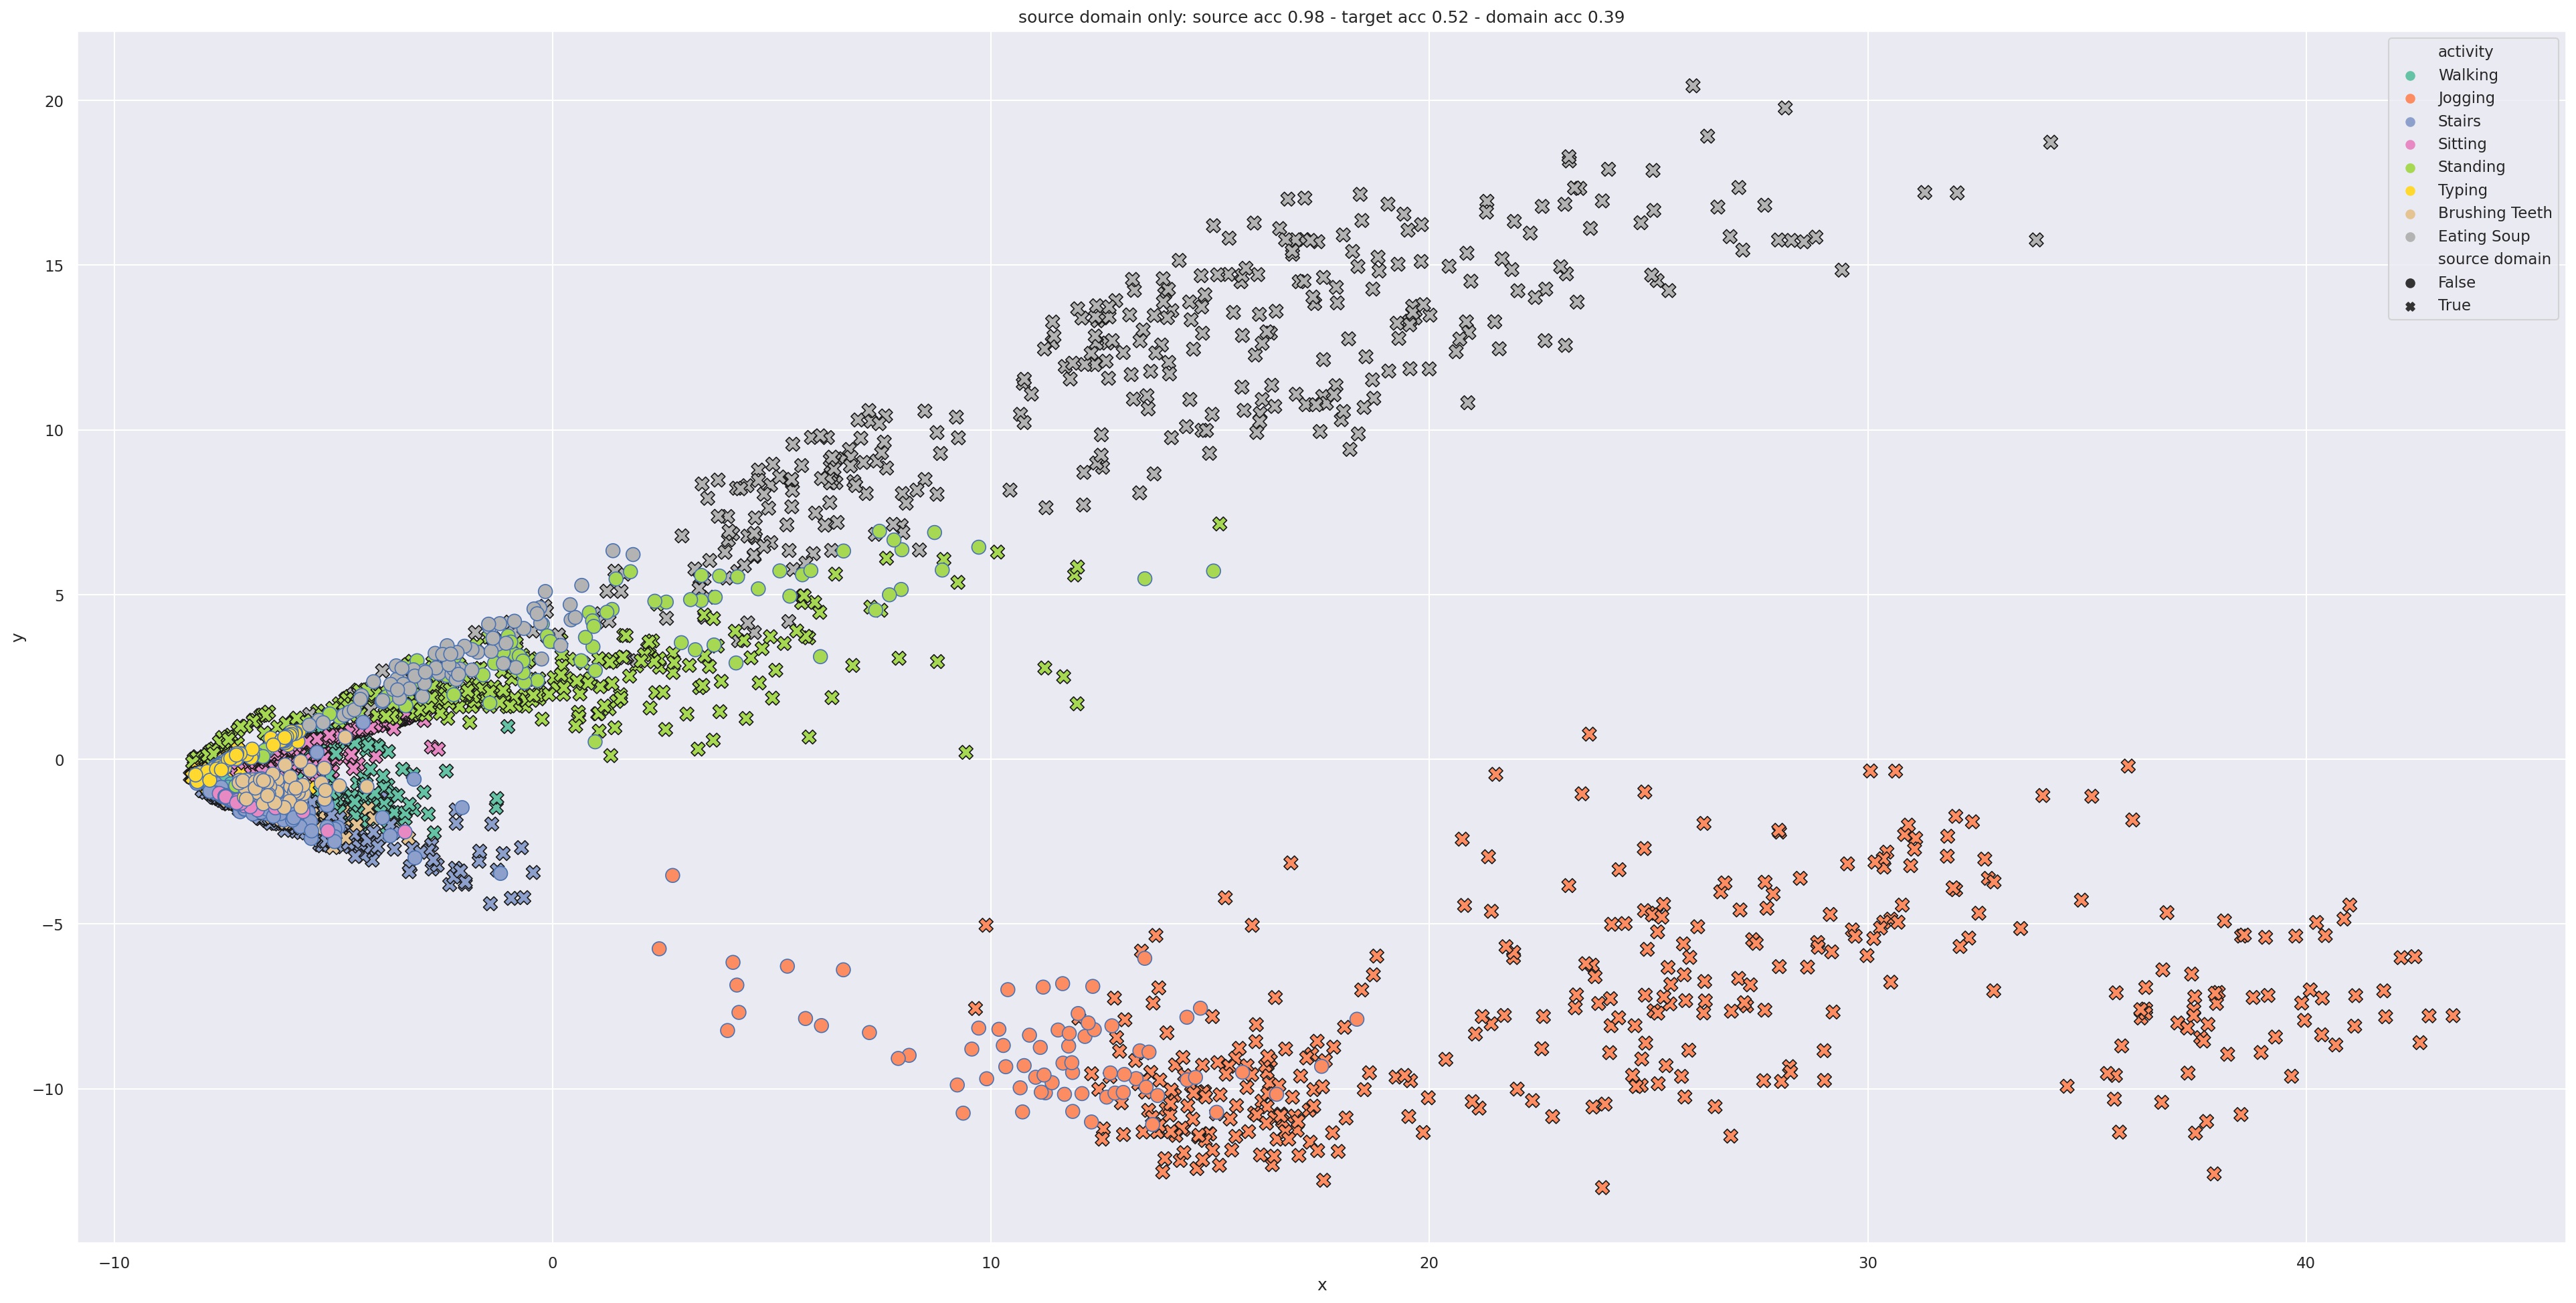 source domain only: source acc 0.98 - target acc 0.52 - domain acc 0.39
activity
Walking
Jogging
Stairs
Sitting
Standing
Typing
Brushing Teeth
Eating Soup
source domain
False
True
20
15
10
5
0
−5
−10
y
−10
0
10
20
30
40
x